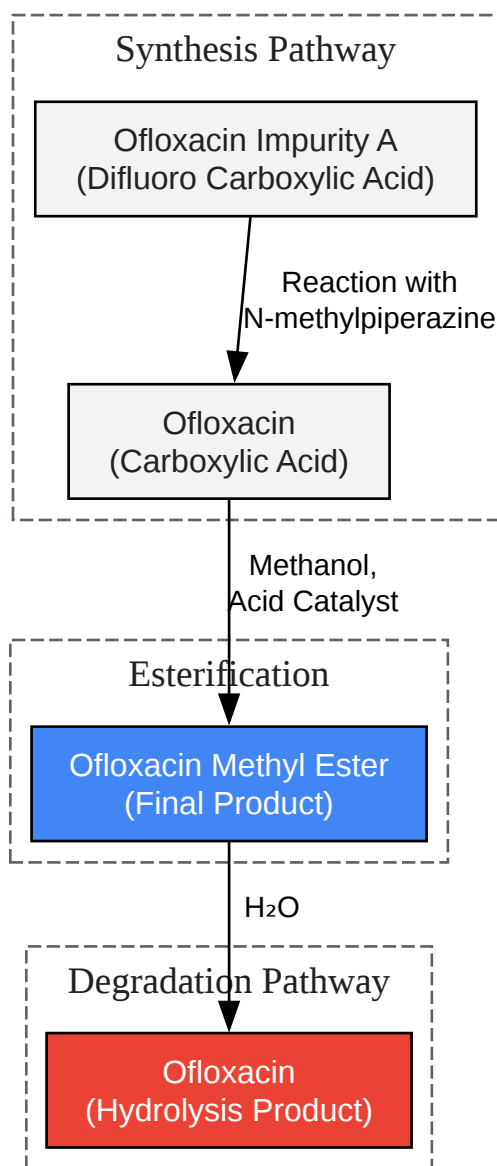 Synthesis Pathway
Ofloxacin Impurity A
(Difluoro Carboxylic Acid)
Reaction with
N-methylpiperazine
Ofloxacin
(Carboxylic Acid)
Methanol,
Acid Catalyst
Esterification
Ofloxacin Methyl Ester
(Final Product)
H₂O
Degradation Pathway
Ofloxacin
(Hydrolysis Product)